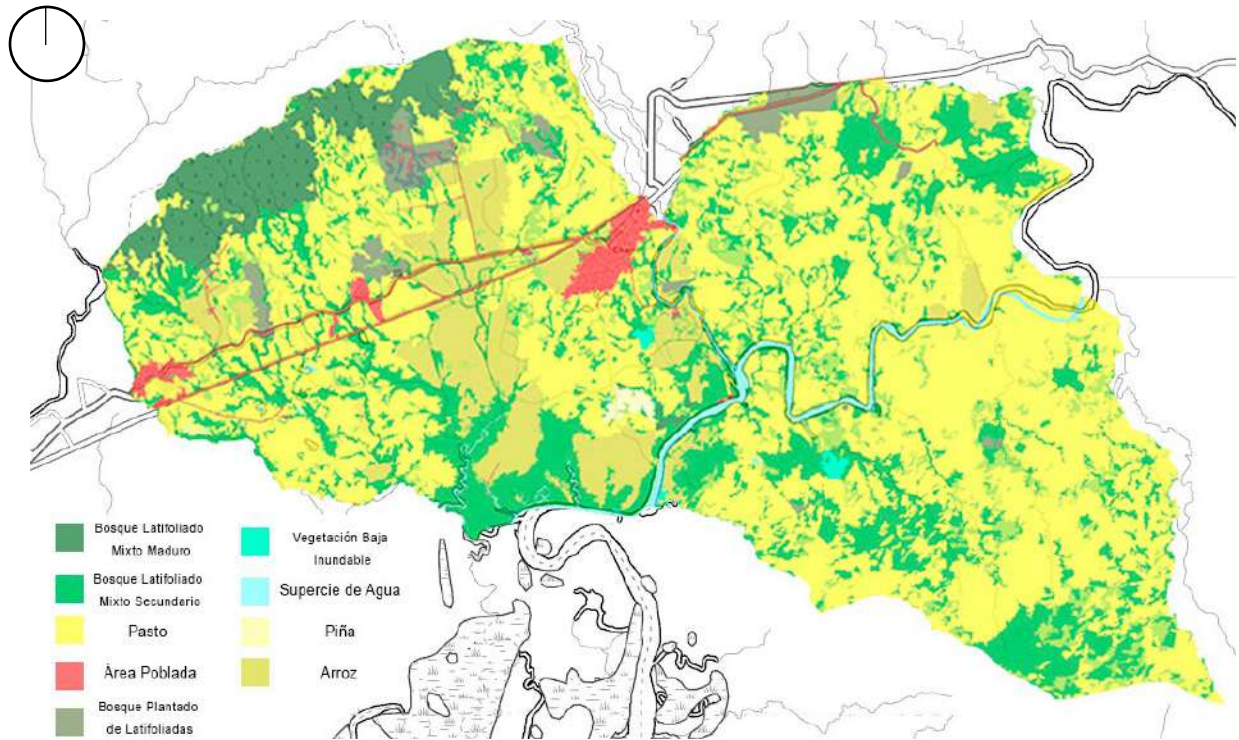 Bosque Latifoliado
Mixto Maduro
Bosque Latifoliado
Mixto Secundario
Pasto
Área Poblada
Bosque Plantado
de Latifoliadas
Vegetación Baja
Inundable
Supercie de Agua
Piña
Arroz